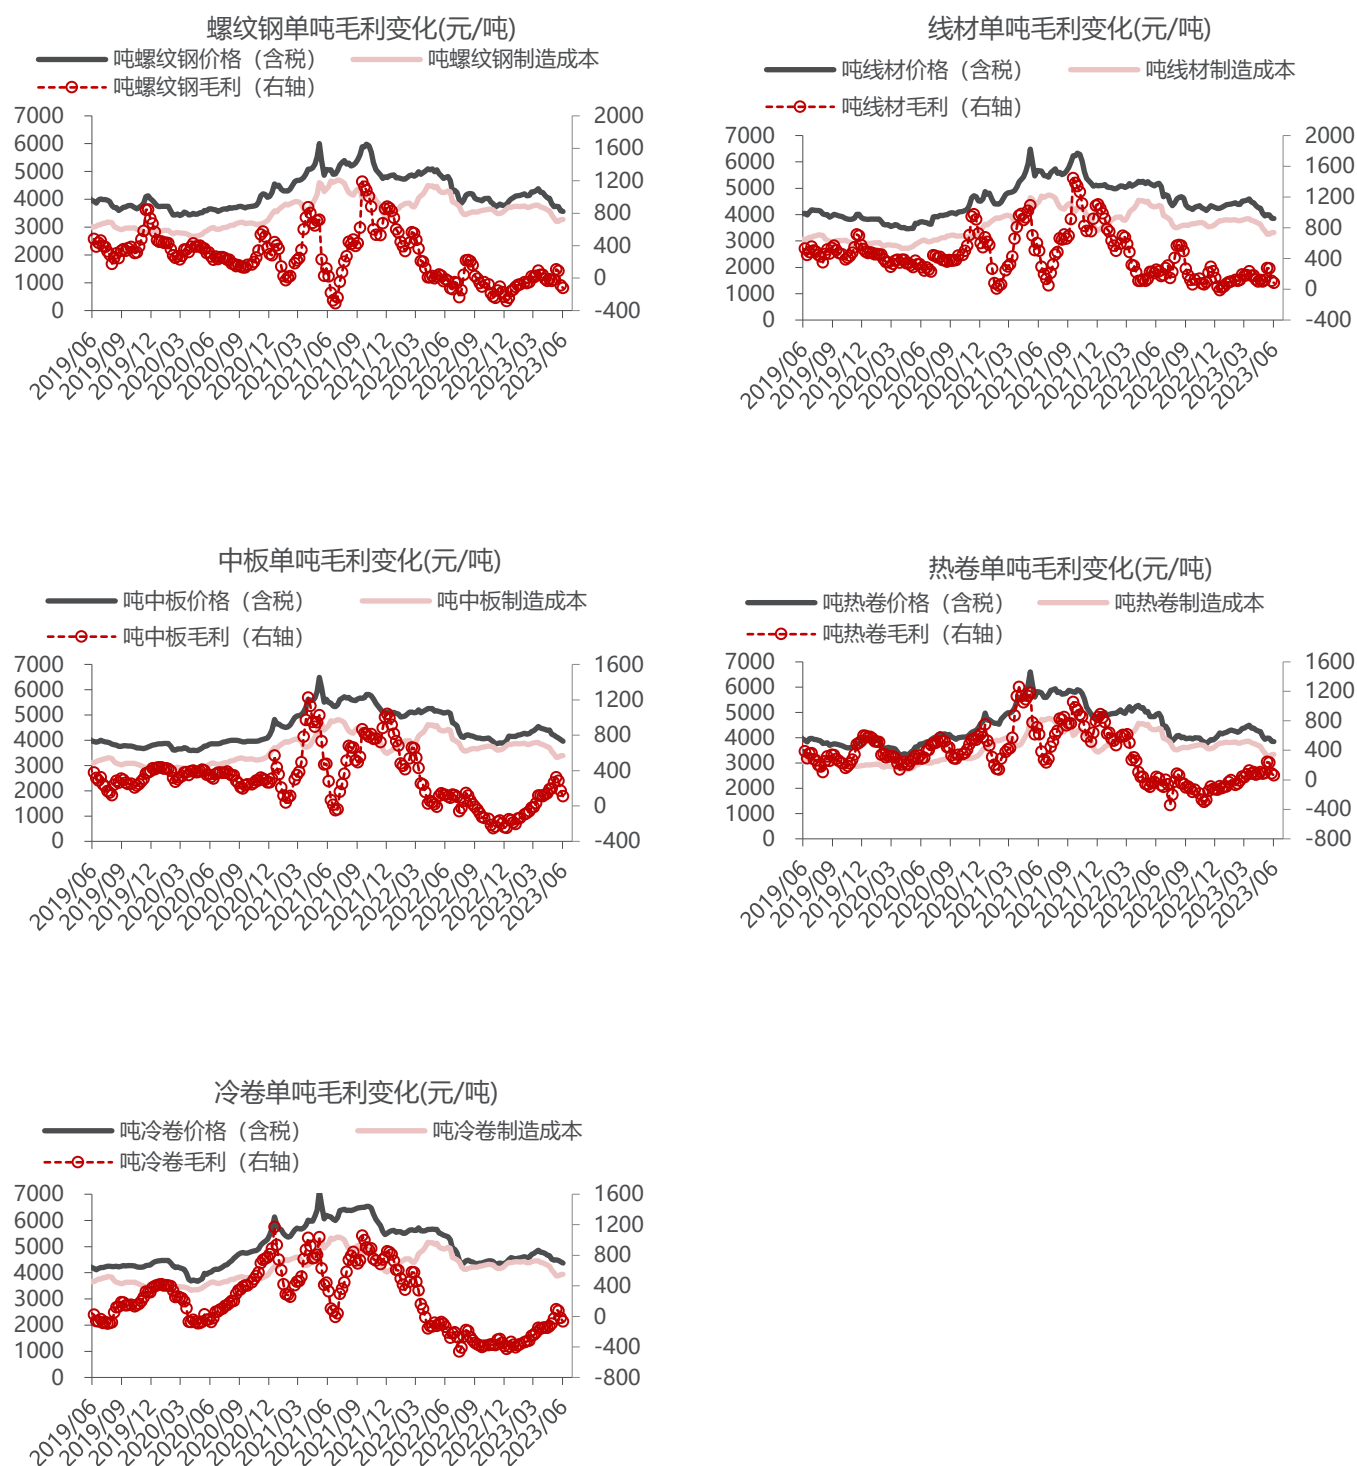 螺纹钢单吨毛利变化(元/吨)
吨螺纹钢价格（含税） 吨螺纹钢制造成本
吨螺纹钢毛利（右轴）
7000 2000
6000 1600
5000 1200
4000 800
3000 400
2000 0
1000 -400
0
2019/06 2019/09 2019/12 2020/03 2020/06 2020/09 2020/12 2021/03 2021/06 2021/09 2021/12 2022/03 2022/06 2022/09 2022/12 2023/03 2023/06
线材单吨毛利变化(元/吨)
吨线材价格（含税） 吨线材制造成本
吨线材毛利（右轴）
7000 2000
6000 1600
5000 1200
4000 800
3000 400
2000 0
1000 -400
0
2019/06 2019/09 2019/12 2020/03 2020/06 2020/09 2020/12 2021/03 2021/06 2021/09 2021/12 2022/03 2022/06 2022/09 2022/12 2023/03 2023/06
中板单吨毛利变化(元/吨)
吨中板价格（含税） 吨中板制造成本
吨中板毛利（右轴）
7000 1600
6000 1200
5000 800
4000 400
3000 0
2000 -400
1000
0
2019/06 2019/09 2019/12 2020/03 2020/06 2020/09 2020/12 2021/03 2021/06 2021/09 2021/12 2022/03 2022/06 2022/09 2022/12 2023/03 2023/06
热卷单吨毛利变化(元/吨)
吨热卷价格（含税） 吨热卷制造成本
吨热卷毛利（右轴）
7000 1600
6000 1200
5000 800
4000 400
3000 0
2000 -400
1000 -800
0
2019/06 2019/09 2019/12 2020/03 2020/06 2020/09 2020/12 2021/03 2021/06 2021/09 2021/12 2022/03 2022/06 2022/09 2022/12 2023/03 2023/06
冷卷单吨毛利变化(元/吨)
吨冷卷价格（含税） 吨冷卷制造成本
吨冷卷毛利（右轴）
7000 1600
6000 1200
5000 800
4000 400
3000 0
2000 -400
1000 -800
0
2019/06 2019/09 2019/12 2020/03 2020/06 2020/09 2020/12 2021/03 2021/06 2021/09 2021/12 2022/03 2022/06 2022/09 2022/12 2023/03 2023/06